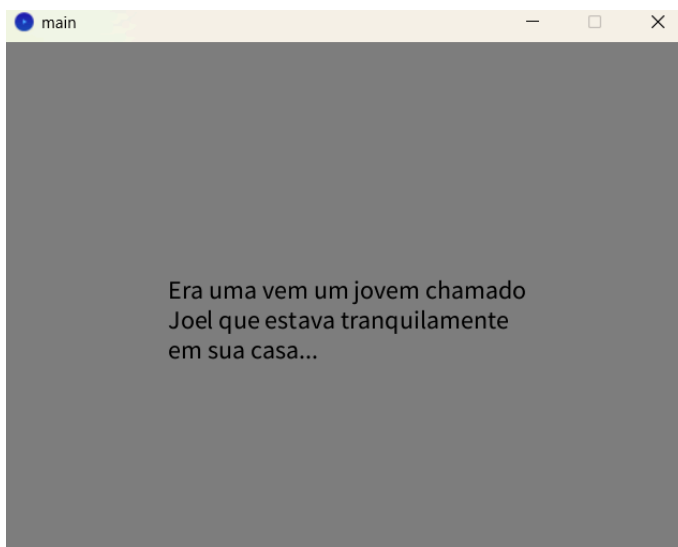 main
Era uma vem um jovem chamado
Joel que estava tranquilamente
em sua casa...